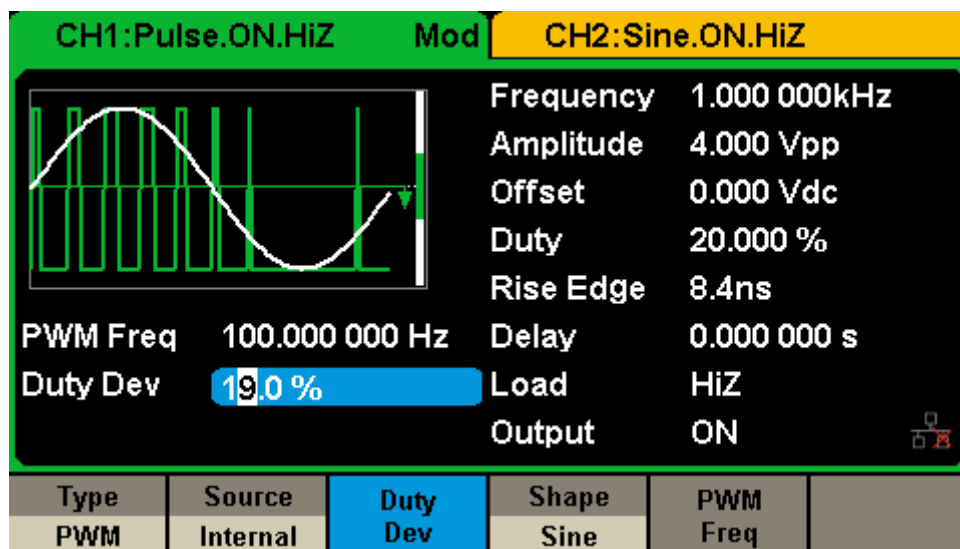 CH1:Pulse.ON.HiZ Mod CH2:Sine.ON.HiZ
Frequency 1.000 000kHz
Amplitude 4.000 Vpp
Offset 0.000 Vdc
Duty 20.000 %
Rise Edge 8.4ns
PWM Freq 100.000 000 Hz Delay 0.000 000 s
Duty Dev 19.0 % Load HiZ
Output ON
Type Source Duty Shape PWM
PWM Internal Dev Sine Freq